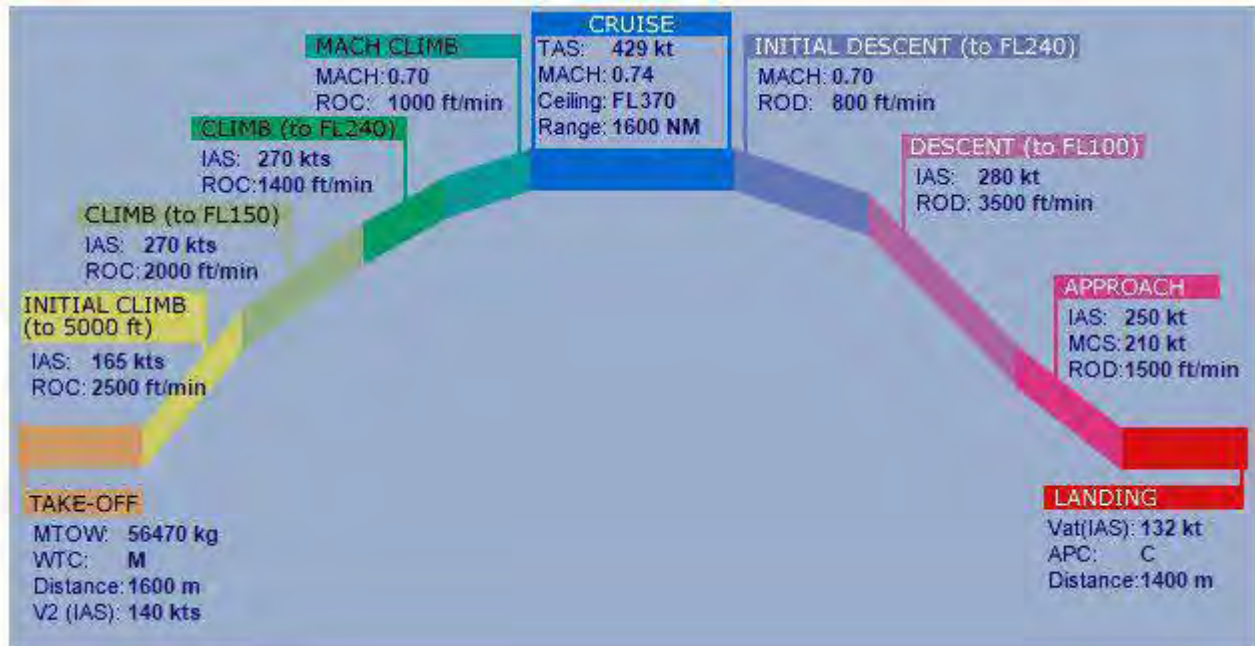 CRUISE
TAS: 429 kt
MACH: 0.74
Ceiling: FL370
Range: 1600 NM
MACH CLIMB
MACH: 0.70
ROC: 1000 ft/min
INITIAL DESCENT (to FL240)
MACH: 0.70
ROD: 800 ft/min
CLIMB (to FL240)
IAS: 270 kts
ROC: 1400 ft/min
DESCENT (to FL100)
IAS: 280 kt
ROD: 3500 ft/min
CLIMB (to FL150)
IAS: 270 kts
ROC: 2000 ft/min
APPROACH
IAS: 250 kt
MCS: 210 kt
ROD: 1500 ft/min
INITIAL CLIMB
(to 5000 ft)
IAS: 165 kts
ROC: 2500 ft/min
TAKE-OFF
MTOW: 56470 kg
WTC: M
Distance: 1600 m
V2 (IAS): 140 kts
LANDING
Vat(IAS): 132 kt
APC: C
Distance: 1400 m